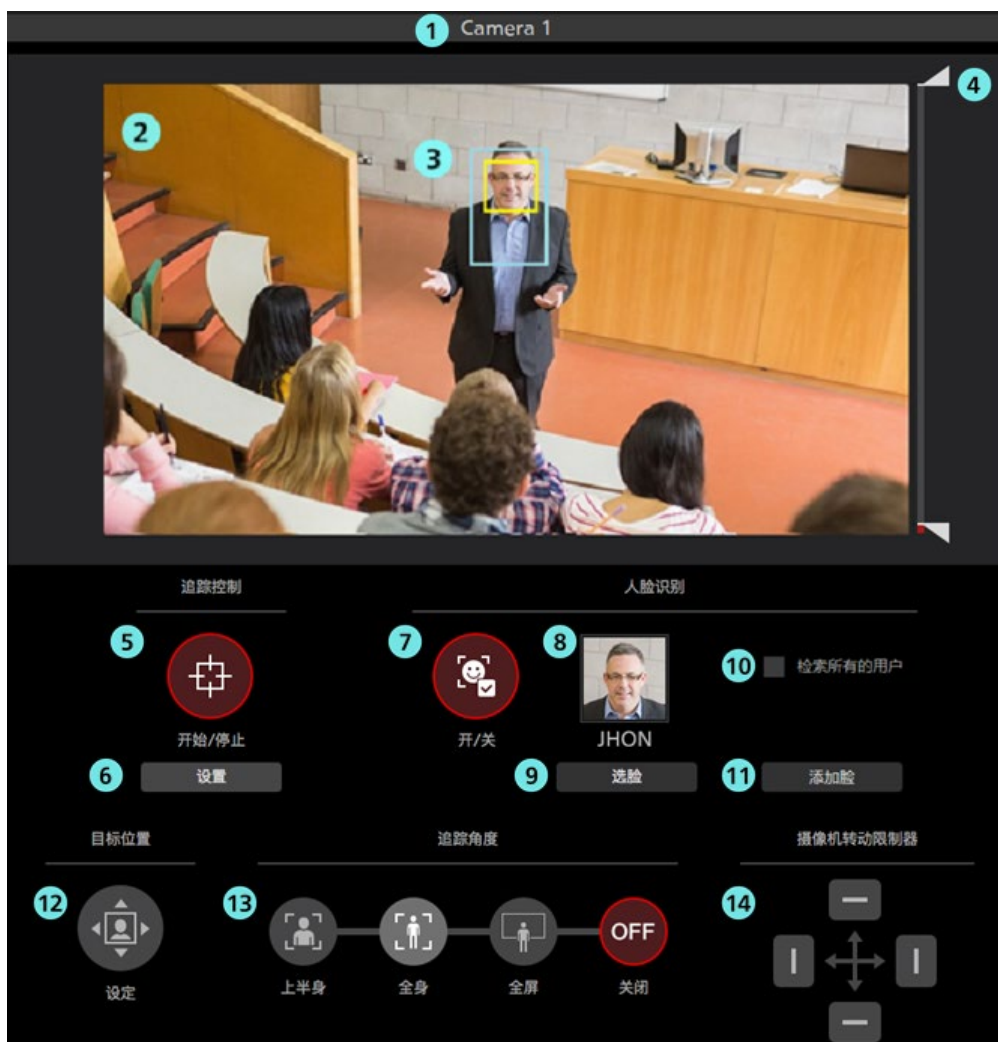 1 Camera 1
4
2
3
追踪控制
人脸识别
5
7
8
10 检索所有的用户
开始/停止
开/关
JHON
6 设置
9 选脸
11 添加脸
目标位置
追踪角度
摄像机转动限制器
12
13
14
OFF
设定
上半身
全身
全屏
关闭